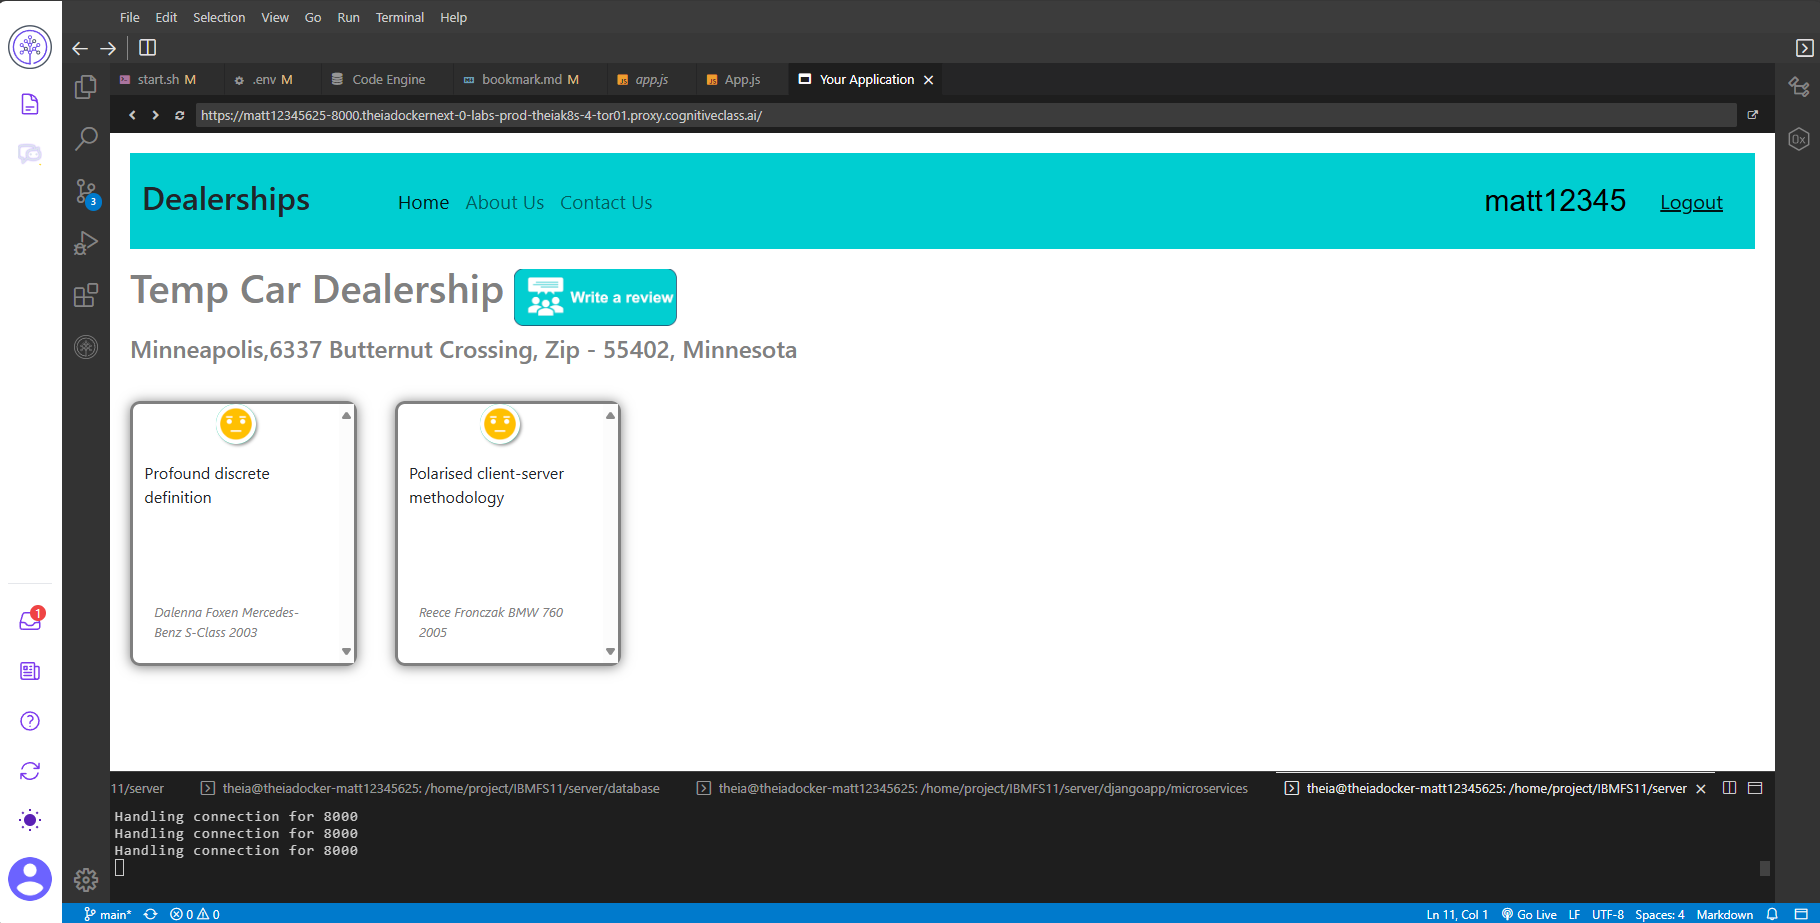 File Edit Selection View Go Run Terminal Help
start.sh M .env M Code Engine bookmark.md M app.js App.js Your Application
https://matt12345625-8000.theiadockernext-0-labs-prod-theiak8s-4-tor01.proxy.cognitiveclass.ai/
Dealerships Home About Us Contact Us matt12345 Logout
Temp Car Dealership Write a review
Minneapolis,6337 Butternut Crossing, Zip - 55402, Minnesota
Profound discrete
definition
Dalenna Foxen Mercedes-
Benz S-Class 2003
Polarised client-server
methodology
Reece Fronczak BMW 760
2005
3
0x
1
11/server theia@theiadocker-matt12345625: /home/project/IBMFS11/server/database theia@theiadocker-matt12345625: /home/project/IBMFS11/server/djangoapp/microservices theia@theiadocker-matt12345625: /home/project/IBMFS11/server
Handling connection for 8000
Handling connection for 8000
Handling connection for 8000
main* 0 0 Ln 11, Col 1 Go Live LF UTF-8 Spaces: 4 Markdown